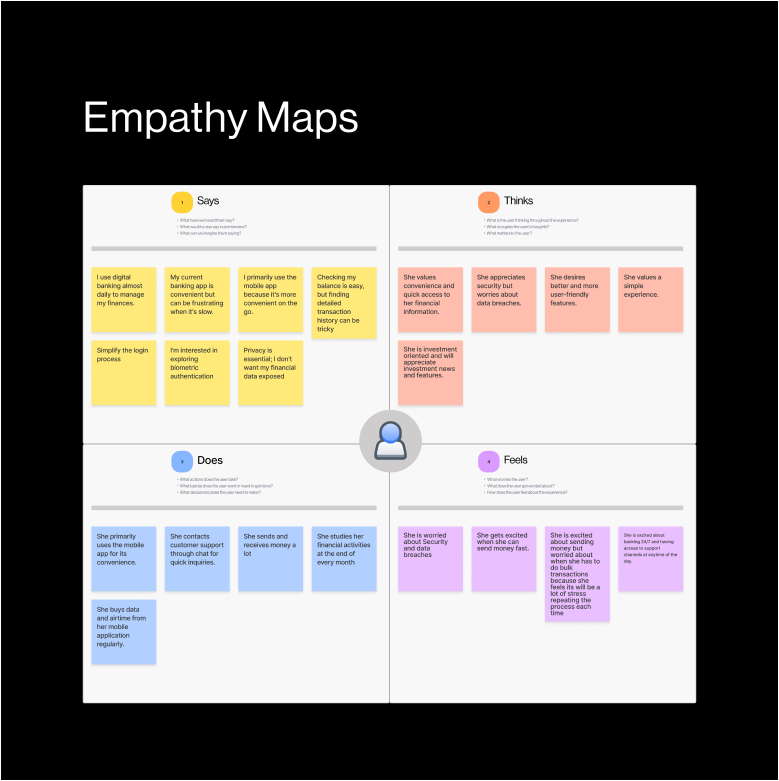 Empathy Maps
1
Says
• What have we heard them say?
• What would a user say in an interview?
• What can we imagine them saying?
I use digital
banking almost
daily to manage
my finances.
My current
banking app is
convenient but
can be frustrating
when it's slow.
I primarily use the
mobile app
because it's more
convenient on the
go.
Checking my
balance is easy,
but finding
detailed
transaction
history can be
tricky
Simplify the login
process
I'm interested in
exploring
biometric
authentication
Privacy is
essential; I don't
want my financial
data exposed
2
Thinks
• What is the user thinking throughout the experience?
• What occupies the user's thoughts?
• What matters to the user?
She values
convenience and
quick access to
her financial
information.
She appreciates
security but
worries about
data breaches.
She desires
better and more
user-friendly
features.
She values a
simple
experience.
She is investment
oriented and will
appreciate
investment news
and features.
3
Does
• What actions does the user take?
• What task(s) does the user want or need to get done?
• What decision(s) does the user need to make?
She primarily
uses the mobile
app for its
convenience.
She contacts
customer support
through chat for
quick inquiries.
She sends and
receives money a
lot
She studies her
financial activities
at the end of
every month
She buys data
and airtime from
her mobile
application
regularly.
4
Feels
• What worries the user?
• What does the user get excited about?
• How does the user feel about the experience?
She is worried
about Security
and data
breaches
She gets excited
when she can
send money fast.
She is excited
about sending
money but
worried about
when she has to
do bulk
transactions
because she
feels its will be a
lot of stress
repeating the
process each
time
She is excited about
banking 24/7 and having
access to support
channels at anytime of the
day.